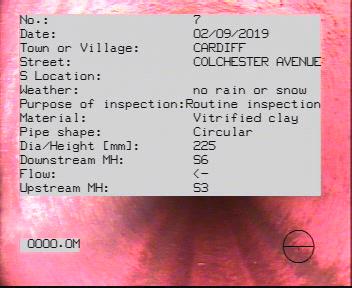 No.: 7
Date: 02/09/2019
Town or Village: CARDIFF
Street: COLCHESTER AVENUE
S Location:
Weather: no rain or snow
Purpose of inspection:Routine inspection
Material: Vitrified clay
Pipe shape: Circular
Dia/Height [mm]: 225
Downstream MH: S6
Flow: <-
Upstream MH: S3
0000.0M